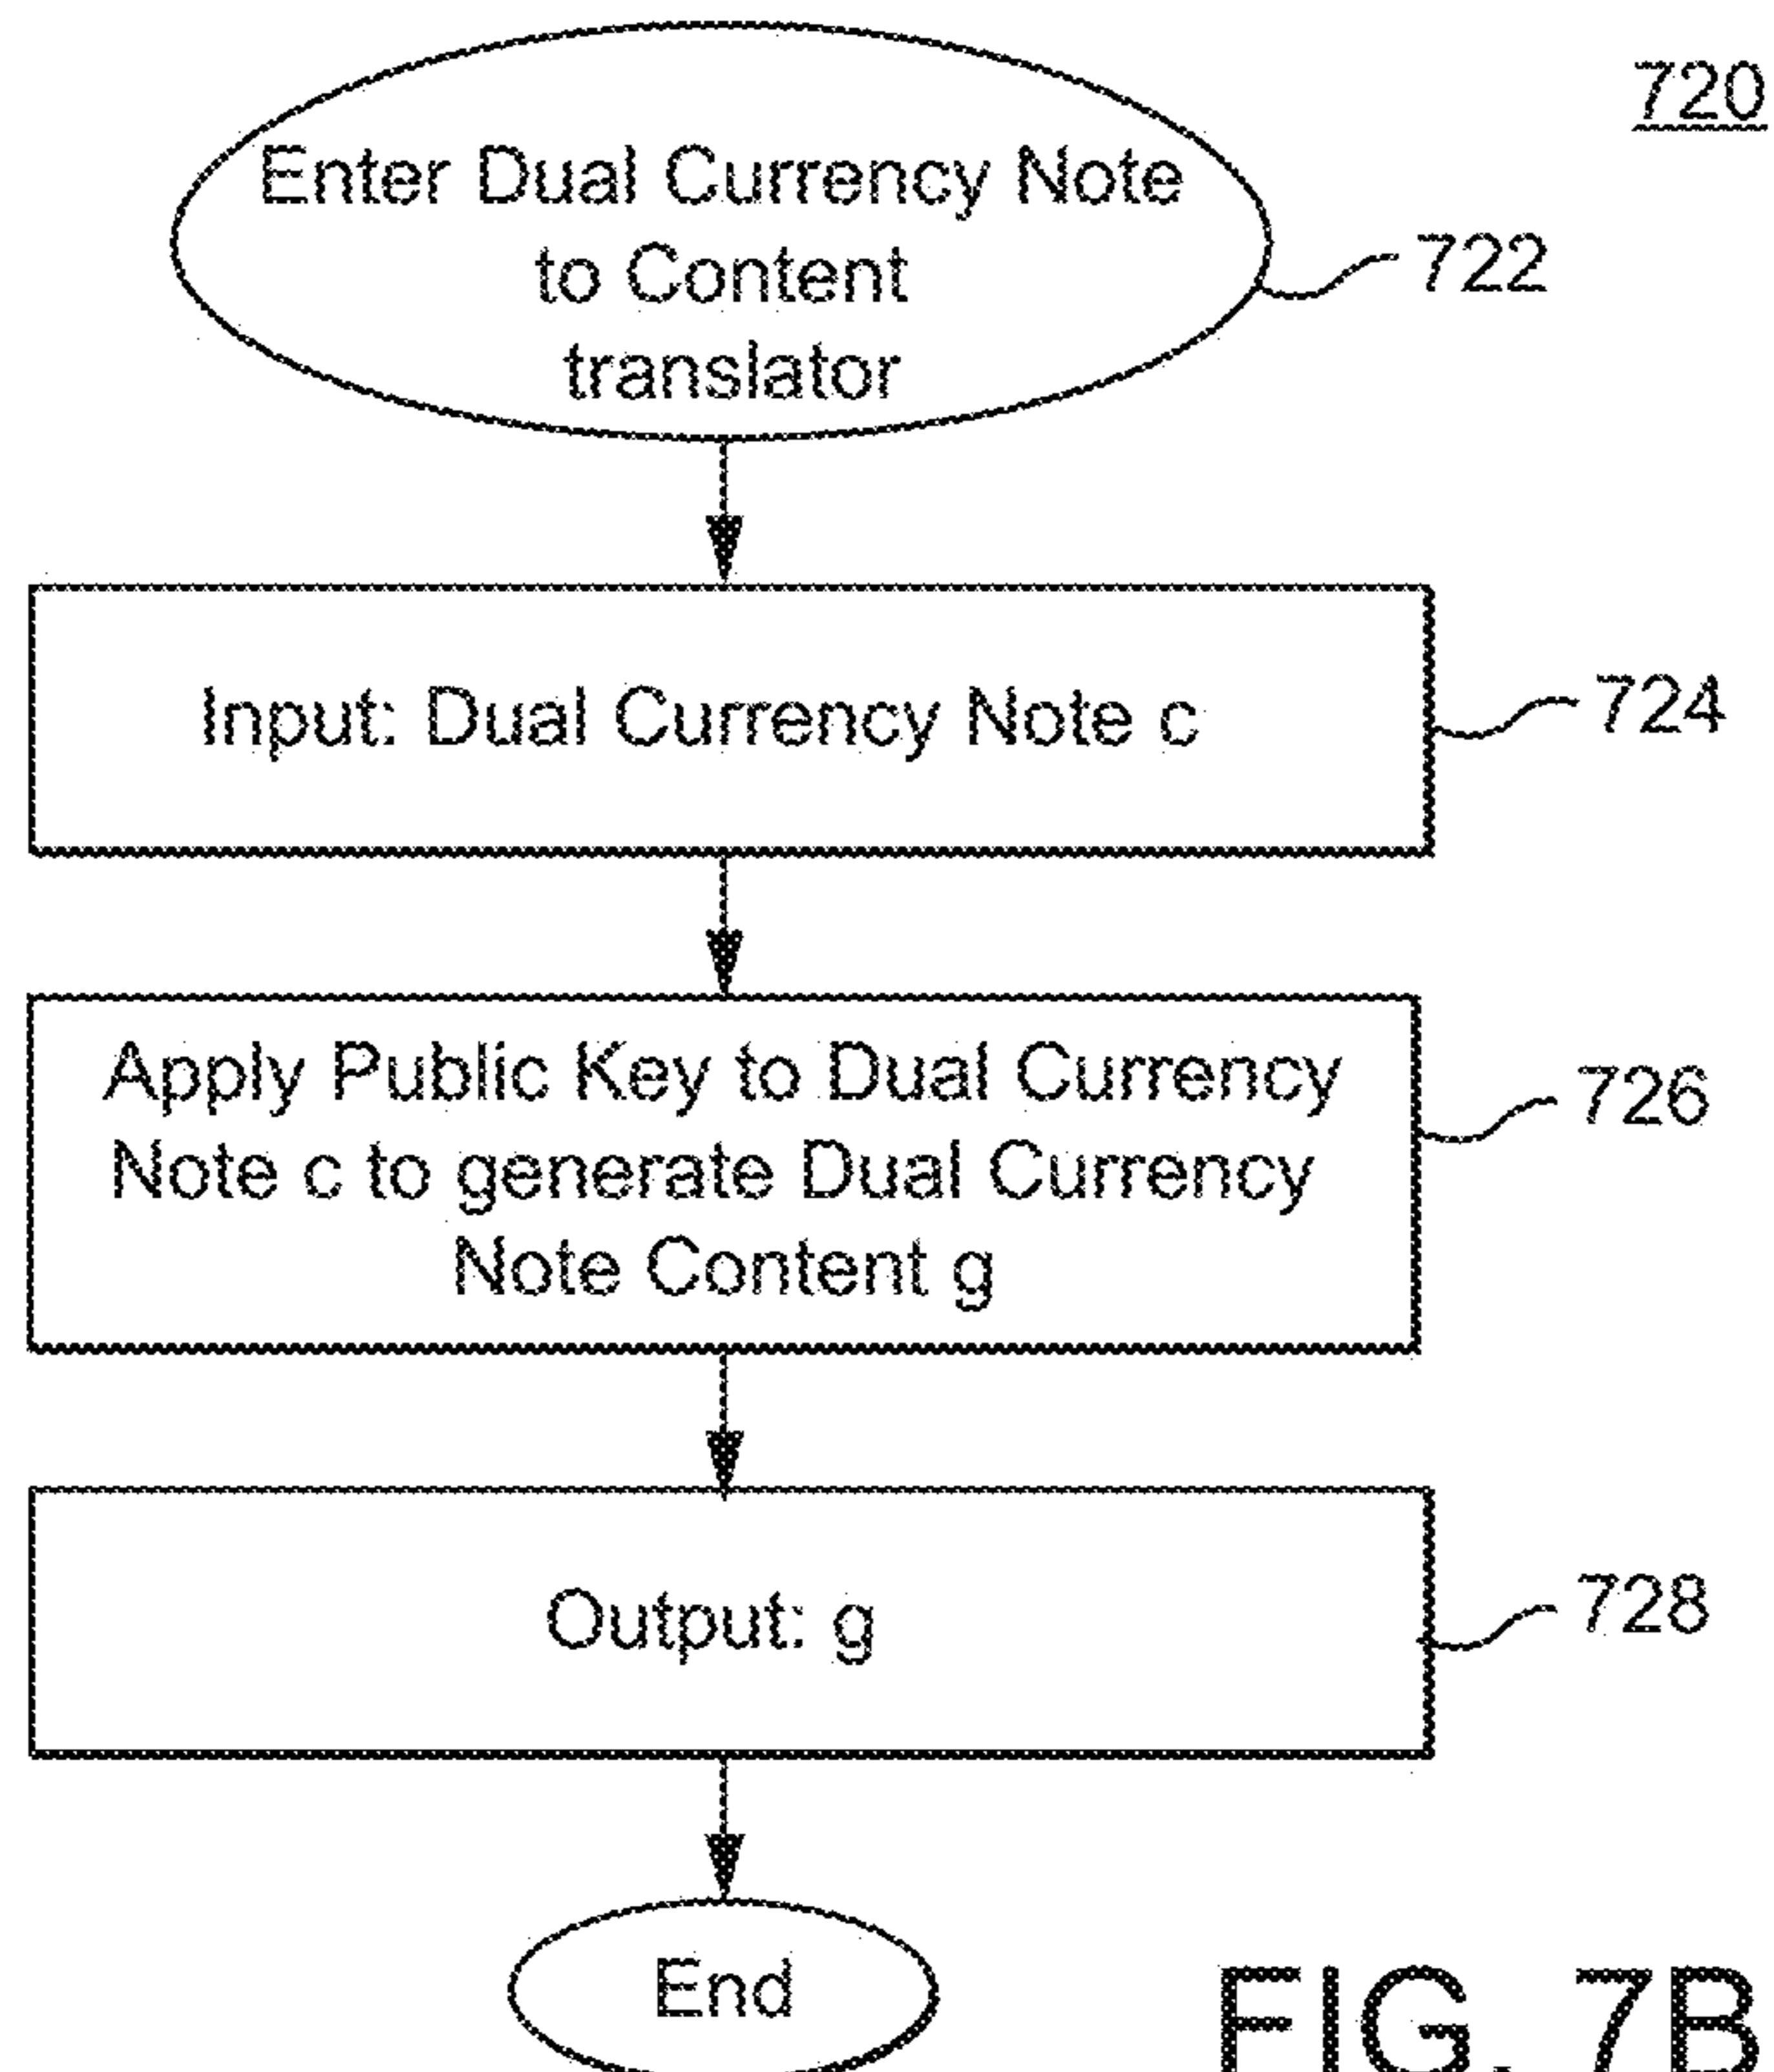 720
Enter Dual Currency Note
to Content
translator
722
Input: Dual Currency Note c
724
Apply Public Key to Dual Currency
Note c to generate Dual Currency
Note Content g
726
Output: g
728
End
FIG. 7B